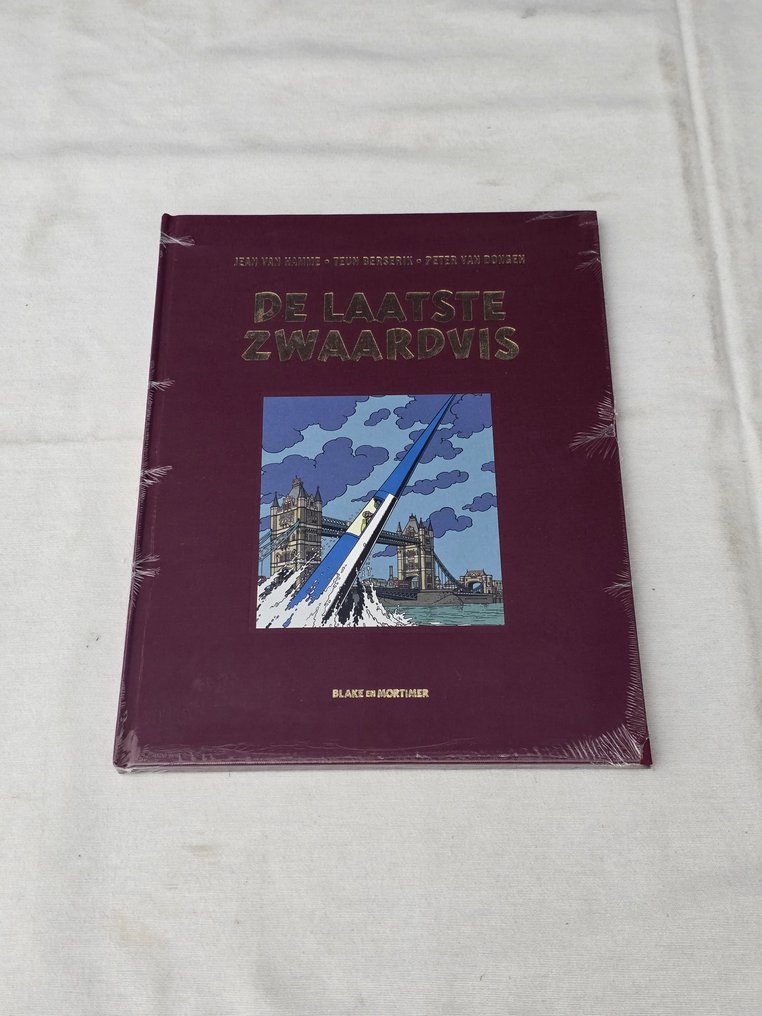 JEAN VAN HAMME • TEUN BERSERIK • PETER VAN DONGEN
DE LAATSTE
ZWAARDVIS
BLAKE EN MORTIMER